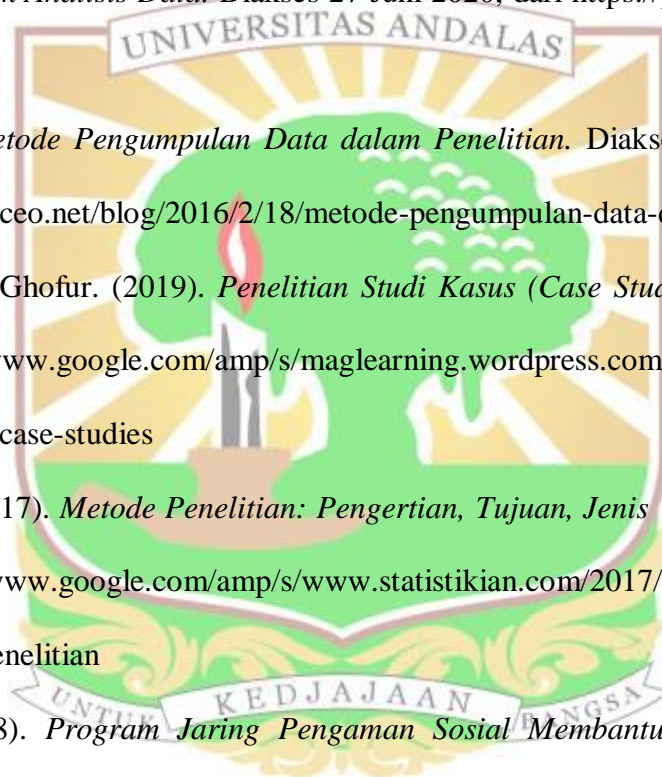 Analisis Data. Diakses 27 Juni 2020, dari https://
UNIVERSITAS ANDALAS
Metode Pengumpulan Data dalam Penelitian. Diakse
ceo.net/blog/2016/2/18/metode-pengumpulan-data-
Ghofur. (2019). Penelitian Studi Kasus (Case Stud
www.google.com/amp/s/maglearning.wordpress.com
case-studies
17). Metode Penelitian: Pengertian, Tujuan, Jenis
www.google.com/amp/s/www.statistikian.com/2017/
enelitian
UNTUK KEDJAJAAN BANGSA
8). Program Jaring Pengaman Sosial Membantu